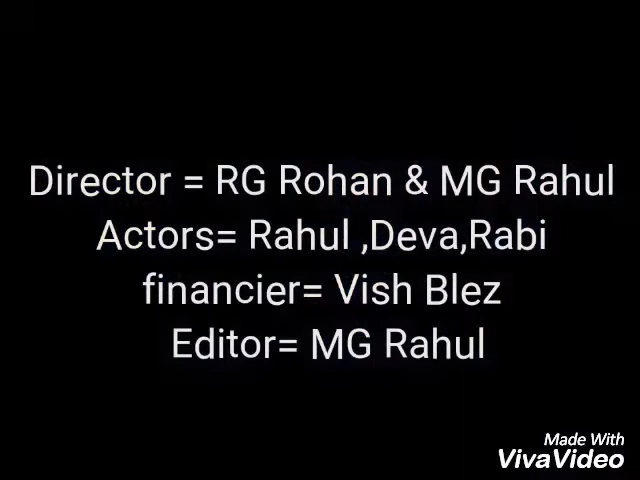 Director = RG Rohan & MG Rahul
Actors= Rahul ,Deva,Rabi
financier= Vish Blez
Editor= MG Rahul
Made With
VivaVideo